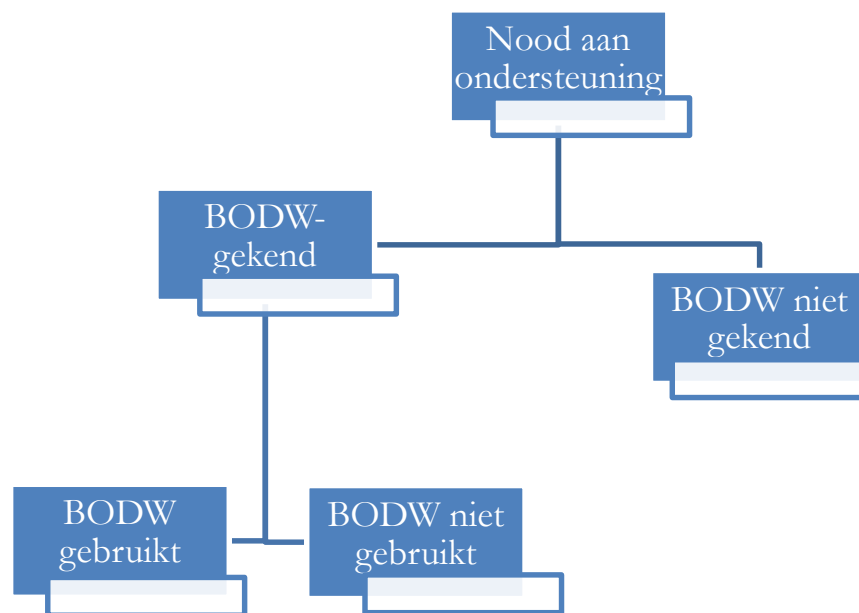 Nood aan
ondersteuning
BODW-
gekend
BODW niet
gekend
BODW
gebruikt
BODW niet
gebruikt